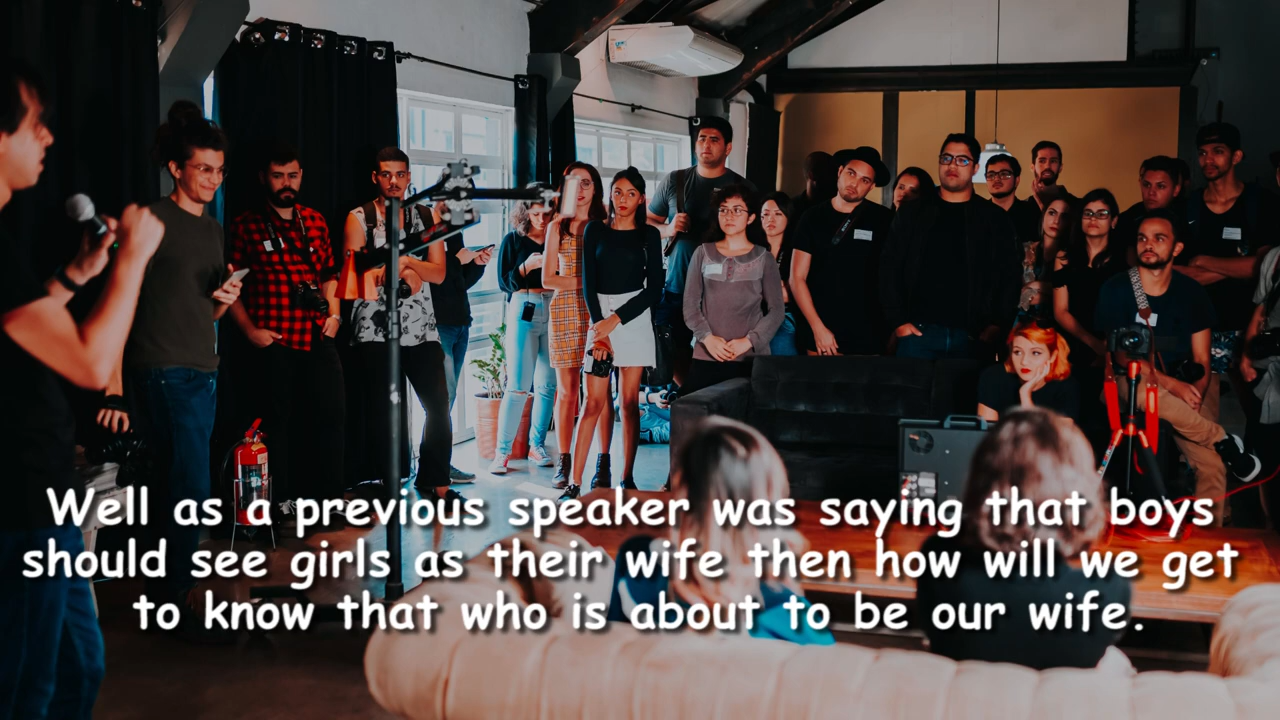 Well as a previous speaker was saying that boys
should see girls as their wife then how will we get
to know that who is about to be our wife.